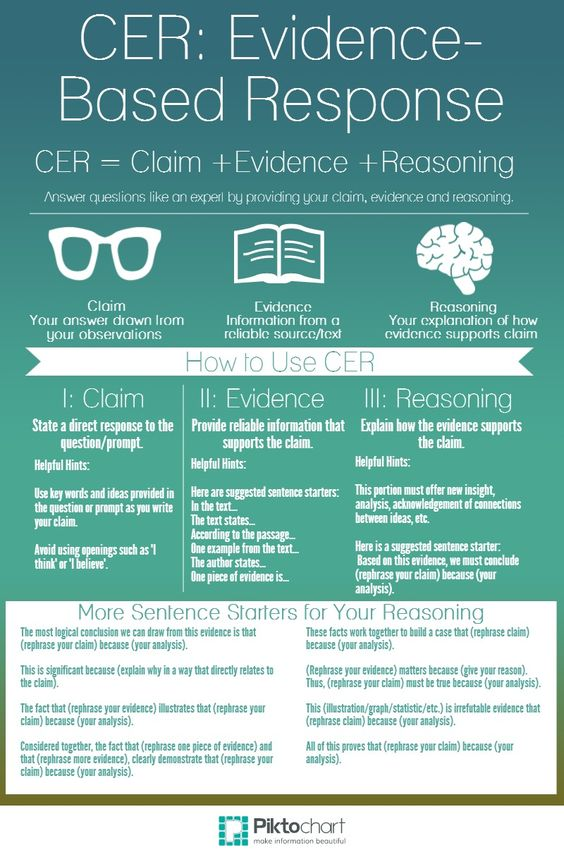 CER: Evidence-
Based Response
CER = Claim +Evidence +Reasoning
Answer questions like an expert by providing your claim, evidence and reasoning.
Claim
Your answer drawn from
your observations
Evidence
Information from a
reliable source/text
Reasoning
Your explanation of how
evidence supports claim
How to Use CER
I: Claim
State a direct response to the
question/prompt.
Helpful Hints:
Use key words and ideas provided in
the question or prompt as you write
your claim.
Avoid using openings such as 'I
think' or 'I believe'.
II: Evidence
Provide reliable information that
supports the claim.
Helpful Hints:
Here are suggested sentence starters:
In the text...
The text states...
According to the passage...
One example from the text...
The author states...
One piece of evidence is...
III: Reasoning
Explain how the evidence supports
the claim.
Helpful Hints:
This portion must offer new insight,
analysis, acknowledgement of connections
between ideas, etc.
Here is a suggested sentence starter:
Based on this evidence, we must conclude
(rephrase your claim) because (your
analysis).
More Sentence Starters for Your Reasoning
The most logical conclusion we can draw from this evidence is that
(rephrase your claim) because (your analysis).
This is significant because (explain why in a way that directly relates to
the claim).
The fact that (rephrase your evidence) illustrates that (rephrase your
claim) because (your analysis).
Considered together, the fact that (rephrase one piece of evidence) and
that (rephrase more evidence), clearly demonstrate that (rephrase your
claim) because (your analysis).
These facts work together to build a case that (rephrase claim)
because (your analysis).
(Rephrase your evidence) matters because (give your reason).
Thus, (rephrase your claim) must be true because (your analysis).
This (illustration/graph/statistic/etc.) is irrefutable evidence that
(rephrase claim) because (your analysis).
All of this proves that (rephrase your claim) because (your
analysis).
Piktochart
make information beautiful